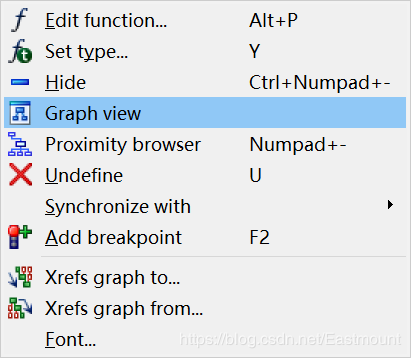 Edit function... Alt+P
Set type... Y
Hide Ctrl+Numpad+-
Graph view
Proximity browser Numpad+-
Undefine U
Synchronize with
Add breakpoint F2
Xrefs graph to...
Xrefs graph from...
Font...
https://blog.csdn.net/Eastmount